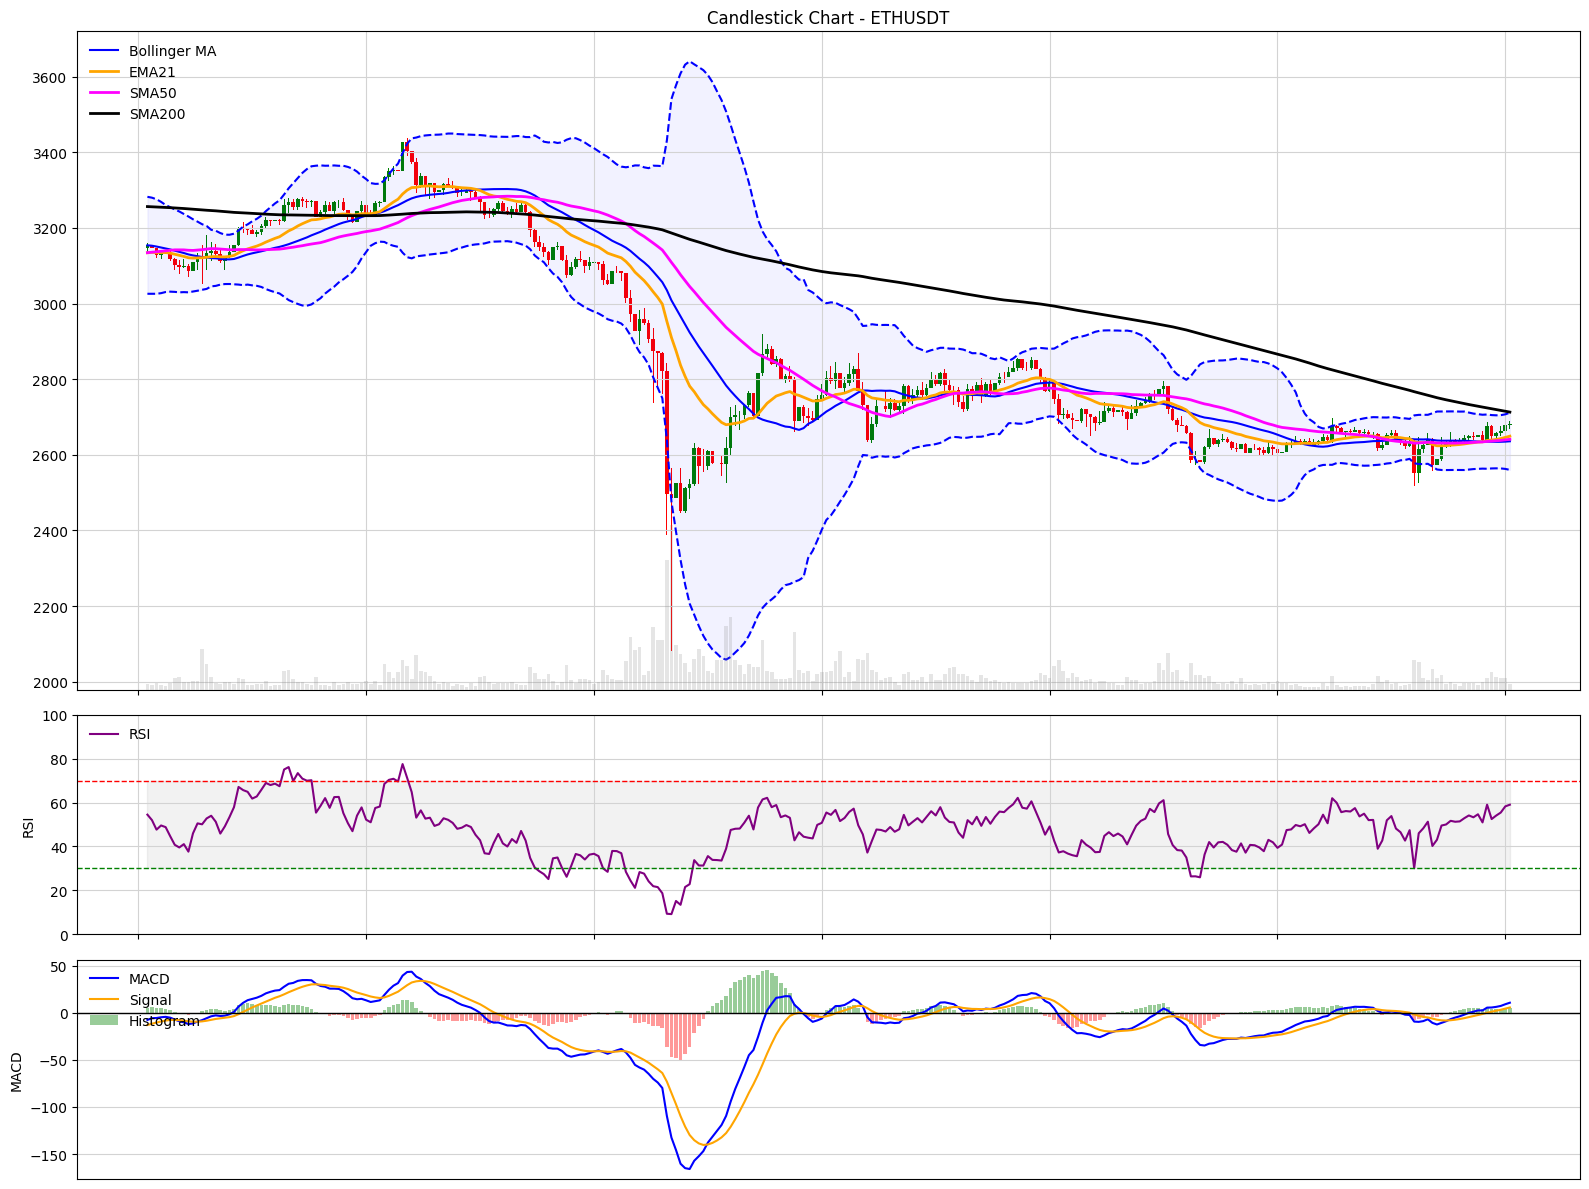 Candlestick Chart - ETHUSDT
Bollinger MA
EMA21
SMA50
SMA200
3600
3400
3200
3000
2800
2600
2400
2200
2000
RSI
100
80
60
40
20
0
RSI
MACD
Signal
Histogram
50
0
−50
−100
−150
MACD